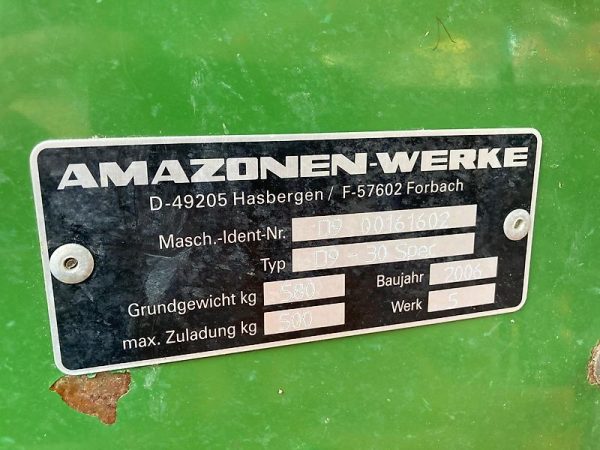 AMAZONEN-WERKE
D-49205 Hasbergen / F-57602 Forbach
Masch.-Ident-Nr. D9 00161602
Typ D9 - 30 Super
Grundgewicht kg 580 Baujahr 2006
max. Zuladung kg 500 Werk 5